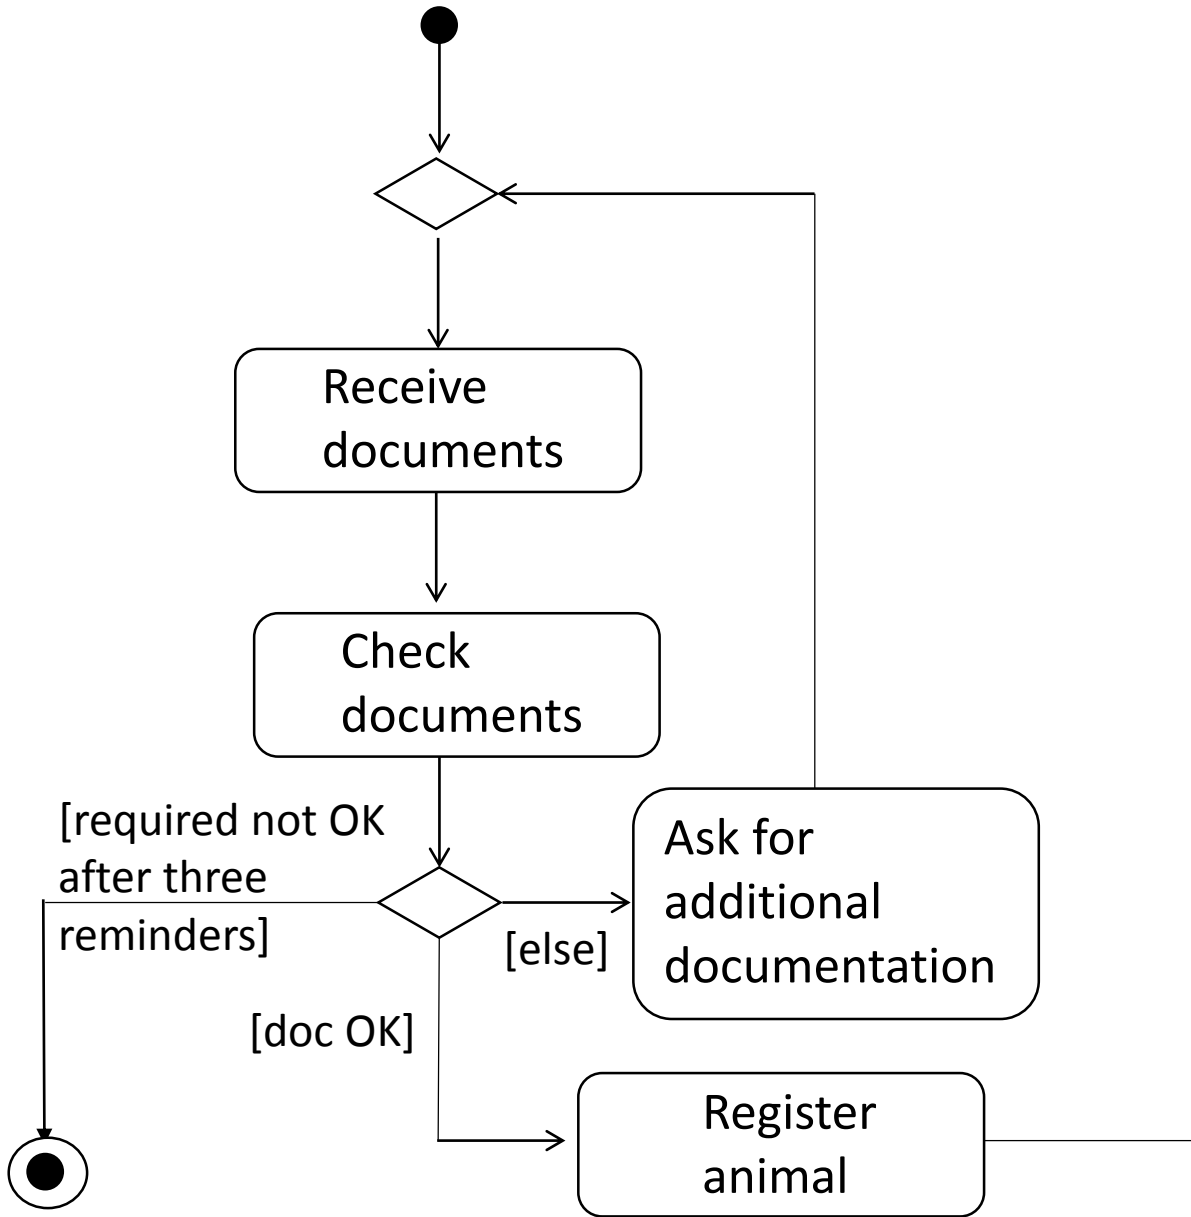 Receive
documents
Check
documents
[required not OK
after three
reminders]
Ask for
additional
documentation
[else]
[doc OK]
Register
animal